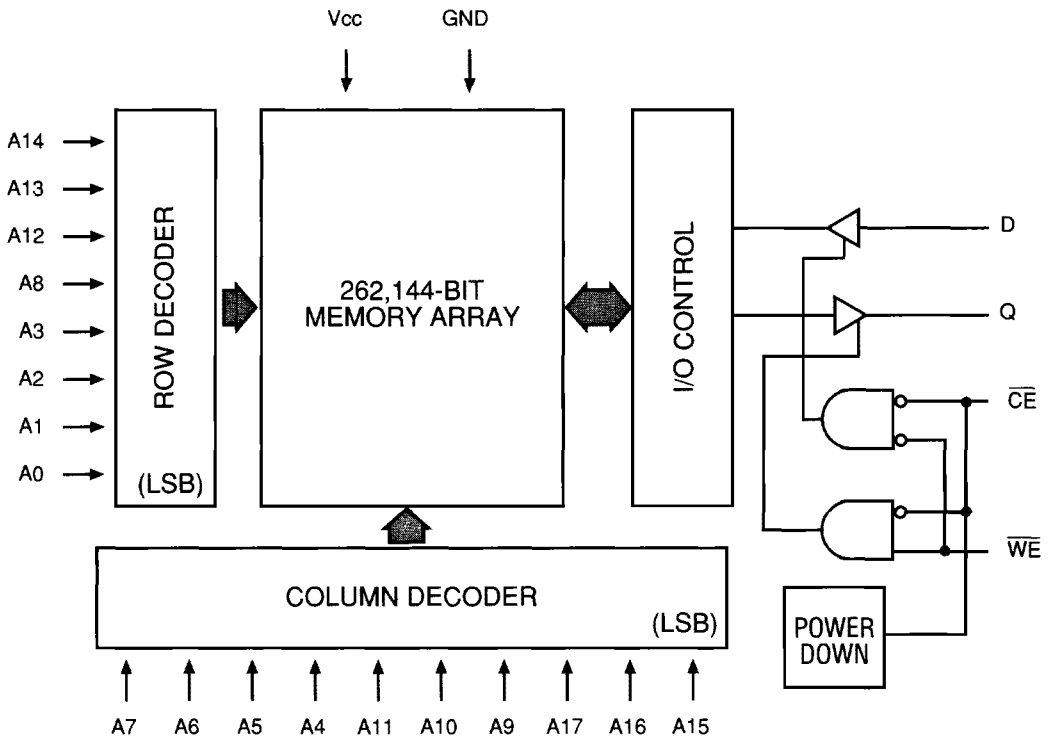 Vcc GND
A14
A13
A12
A8
A3
A2
A1
A0
ROW DECODER
(LSB)
262,144-BIT
MEMORY ARRAY
I/O CONTROL
D
Q
CE
WE
POWER
DOWN
COLUMN DECODER
(LSB)
A7 A6 A5 A4 A11 A10 A9 A17 A16 A15